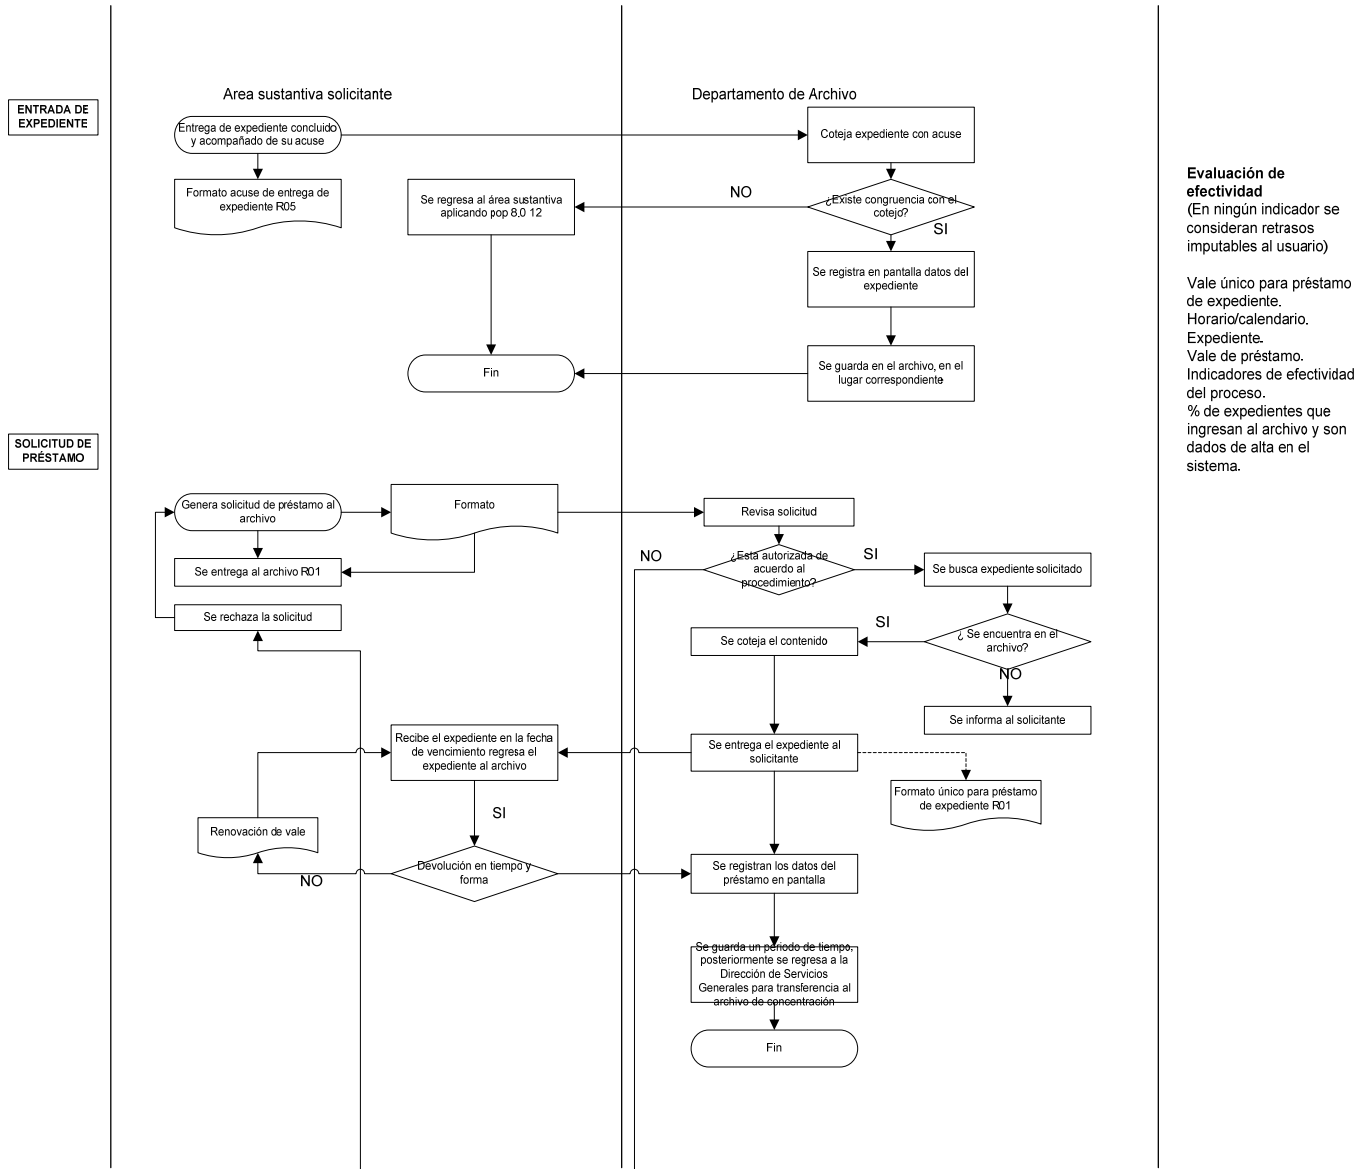 Area sustantiva solicitante
Departamento de Archivo
ENTRADA DE
EXPEDIENTE
Entrega de expediente concluido
y acompañado de su acuse
Coteja expediente con acuse
Formato acuse de entrega de
expediente R05
Se regresa al área sustantiva
aplicando pop 8.0 12
NO
¿Existe congruencia con el
cotejo?
SI
Se registra en pantalla datos del
expediente
Fin
Se guarda en el archivo, en el
lugar correspondiente.
Evaluación de
efectividad
(En ningún indicador se
consideran retrasos
imputables al usuario)
Vale único para préstamo
de expediente.
Horario/calendario.
Expediente.
Vale de préstamo.
Indicadores de efectividad
del proceso.
% de expedientes que
ingresan al archivo y son
dados de alta en el
sistema.
SOLICITUD DE
PRÉSTAMO
Genera solicitud de préstamo al
archivo
Formato
Revisa solicitud
Se entrega al archivo R01
NO
¿Esta autorizada de
acuerdo al
procedimiento?
SI
Se busca expediente solicitado
Se rechaza la solicitud
Se coteja el contenido
SI
¿ Se encuentra en el
archivo?
NO
Se informa al solicitante
Recibe el expediente en la fecha
de vencimiento regresa el
expediente al archivo
Se entrega el expediente al
solicitante
Formato único para préstamo
de expediente R01
SI
Renovación de vale
NO
Devolución en tiempo y
forma
Se registran los datos del
préstamo en pantalla
Se guarda un periodo de tiempo,
posteriormente se regresa a la
Dirección de Servicios
Generales para transferencia al
archivo de concentración
Fin